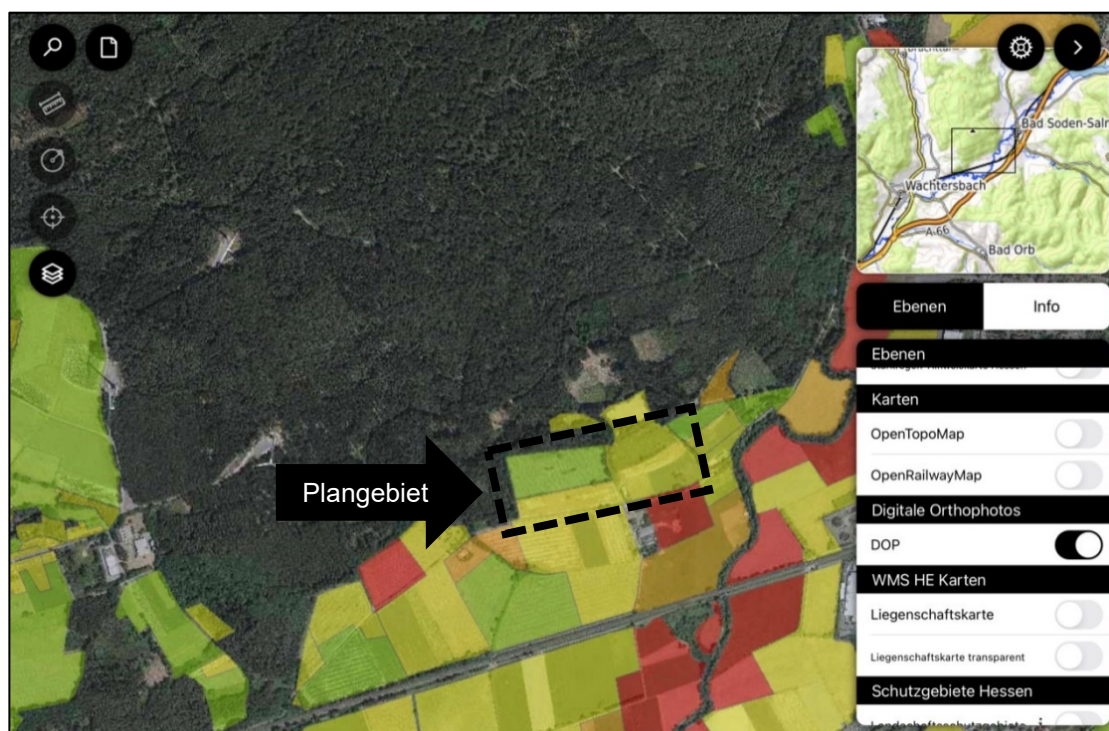 Bad Soden-Salm
Wächtersbach
A 66
Bad Orb
Ebenen
Info
Ebenen
Karten
OpenTopoMap
OpenRailwayMap
Digitale Orthophotos
DOP
WMS HE Karten
Liegenschaftskarte
Liegenschaftskarte transparent
Schutzgebiete Hessen
Landschaftsschutzgebiete
Plangebiet